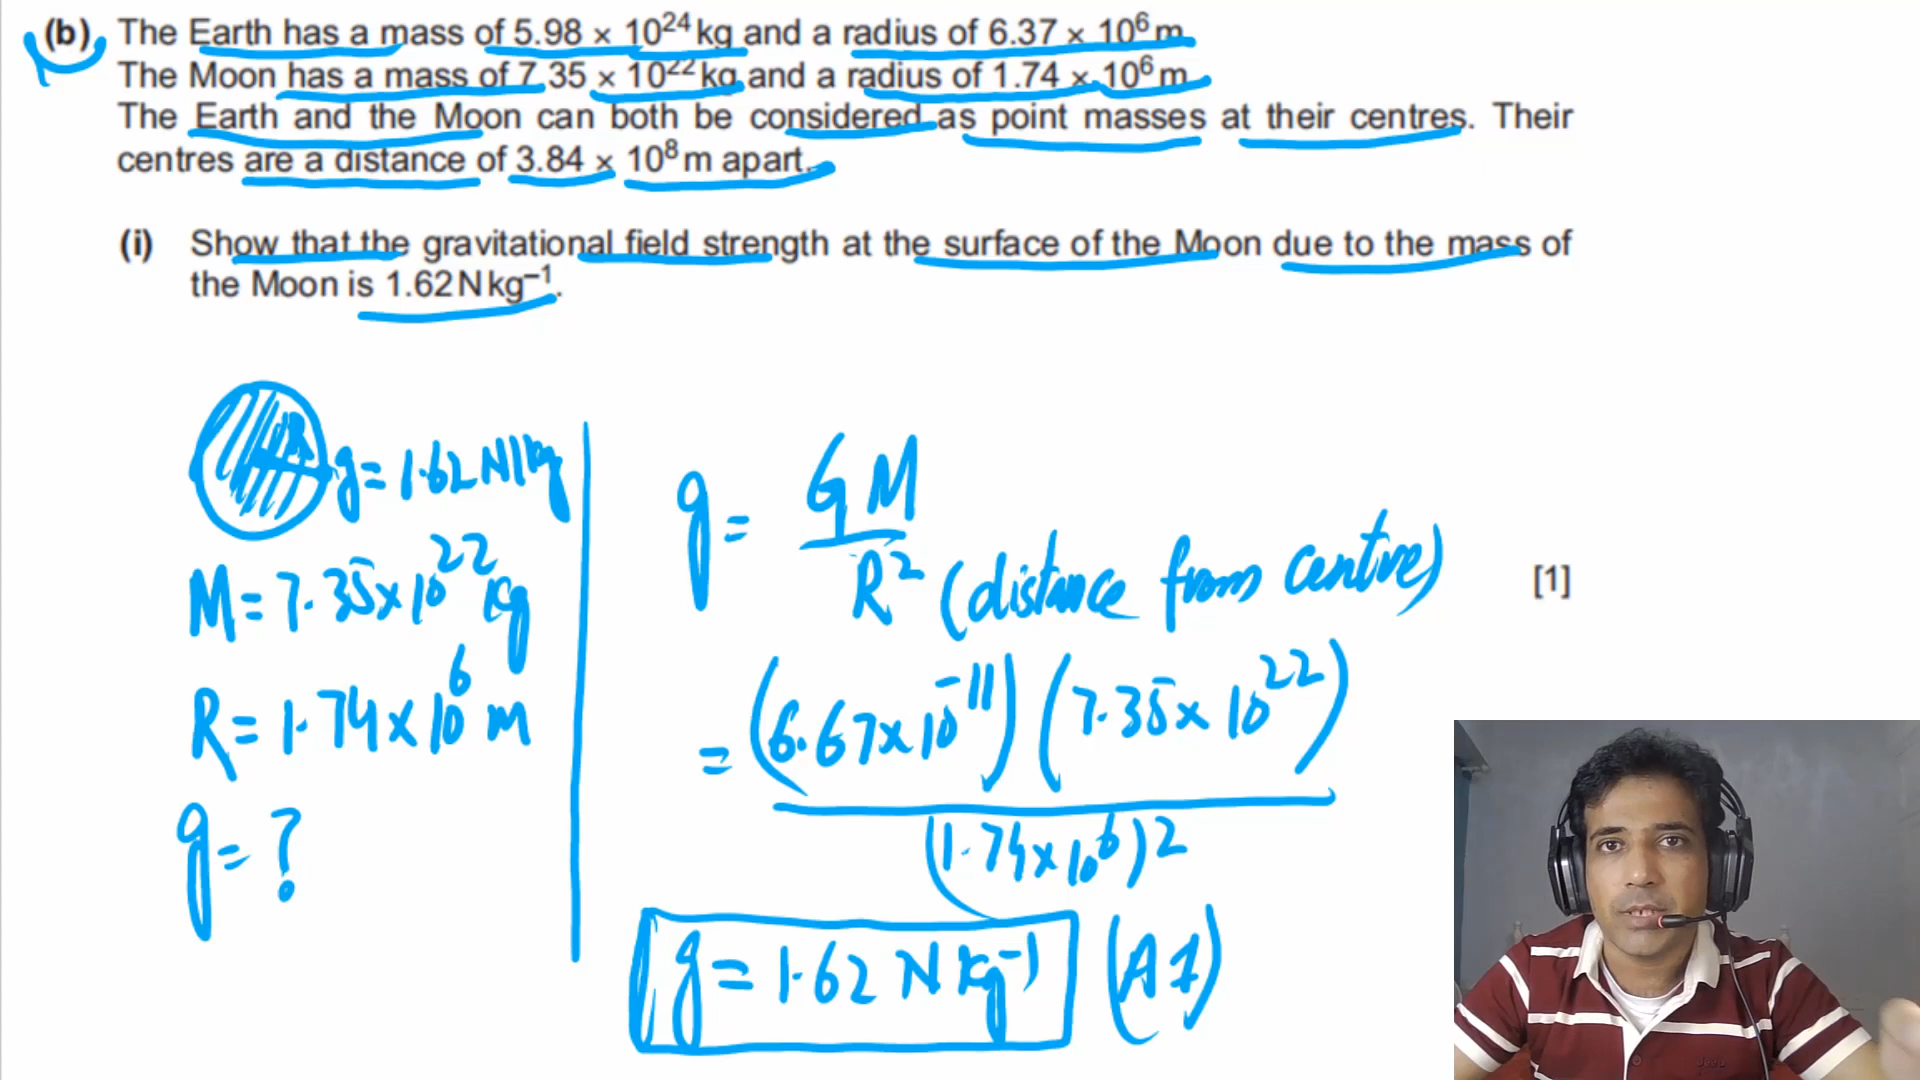 (b) The Earth has a mass of 5.98 × 10²⁴ kg and a radius of 6.37 × 10⁶ m.
The Moon has a mass of 7.35 × 10²² kg and a radius of 1.74 × 10⁶ m.
The Earth and the Moon can both be considered as point masses at their centres. Their
centres are a distance of 3.84 × 10⁸ m apart.
(i) Show that the gravitational field strength at the surface of the Moon due to the mass of
the Moon is 1.62 N kg⁻¹.
R
g = 1.62 N/kg
M = 7.35 x 10²² kg
R = 1.74 x 10⁶ m
g = ?
g = GM
R² (distance from centre)
[1]
= (6.67 x 10⁻¹¹) (7.35 x 10²²)
(1.74 x 10⁶)2
g = 1.62 N kg⁻¹ (A1)